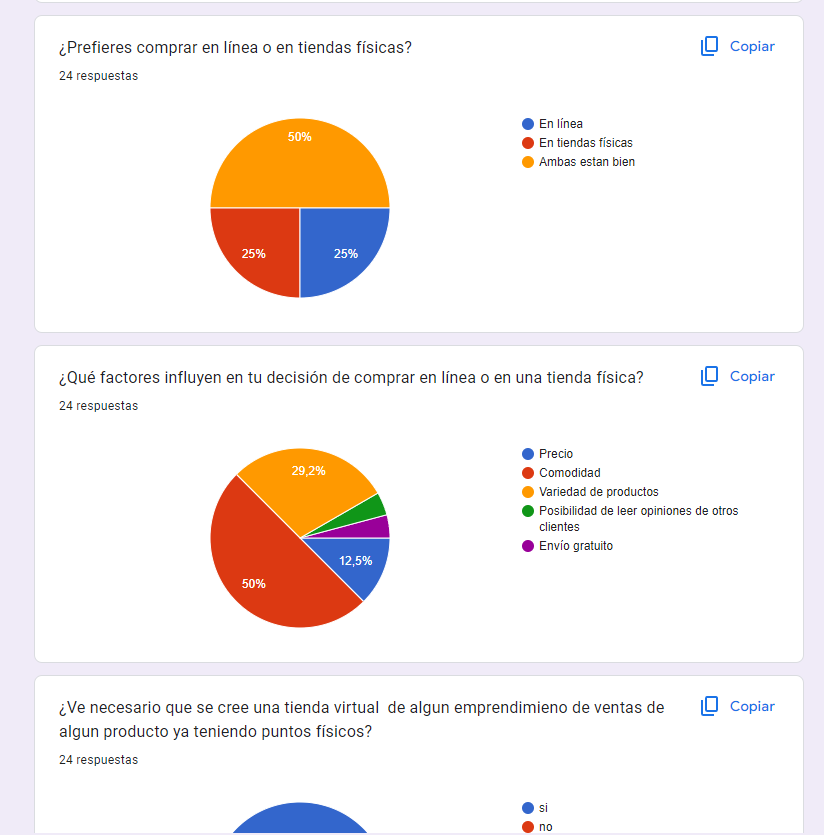 ¿Prefieres comprar en línea o en tiendas físicas?
Copiar
24 respuestas
En línea
En tiendas físicas
Ambas estan bien
50%
25%
25%
¿Qué factores influyen en tu decisión de comprar en línea o en una tienda física?
Copiar
24 respuestas
Precio
Comodidad
Variedad de productos
Posibilidad de leer opiniones de otros
clientes
Envío gratuito
29,2%
12,5%
50%
¿Ve necesario que se cree una tienda virtual  de algun emprendimieno de ventas de
algun producto ya teniendo puntos físicos?
Copiar
24 respuestas
si
no